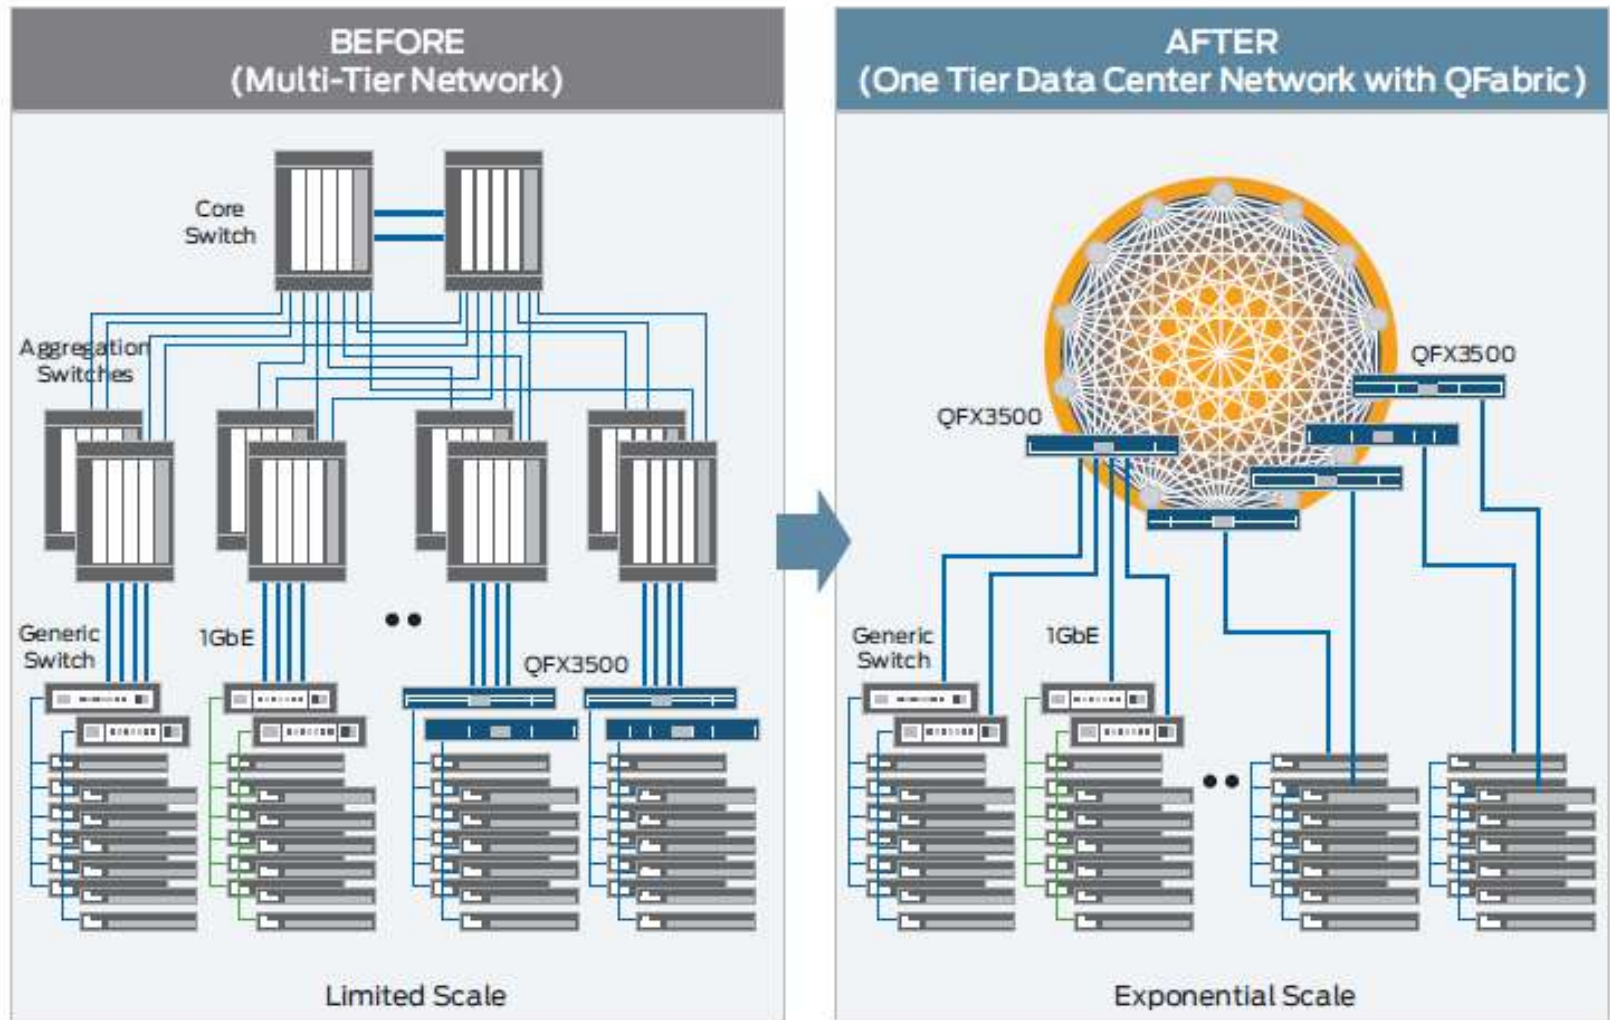 BEFORE
(Multi-Tier Network)
Core
Switch
Aggregation
Switches
Generic
Switch
1GbE
QFX3500
Limited Scale
AFTER
(One Tier Data Center Network with QFabric)
QFX3500
QFX3500
Generic
Switch
1GbE
Exponential Scale